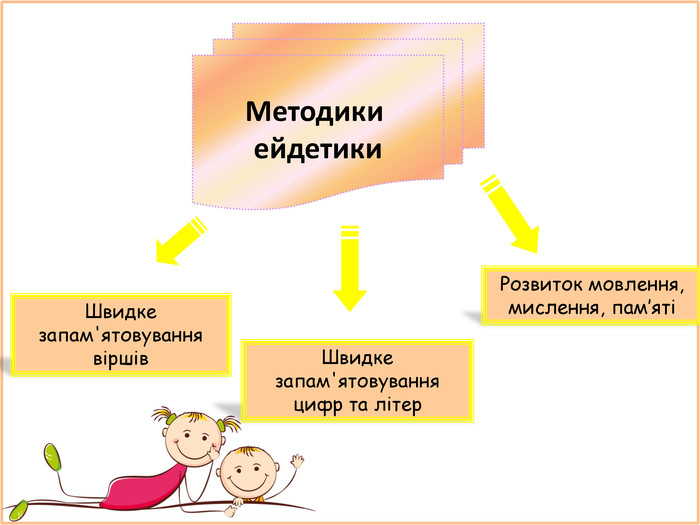 Методики
ейдетики
Швидке
запам'ятовування
віршів
Швидке
запам'ятовування
цифр та літер
Розвиток мовлення,
мислення, пам’яті